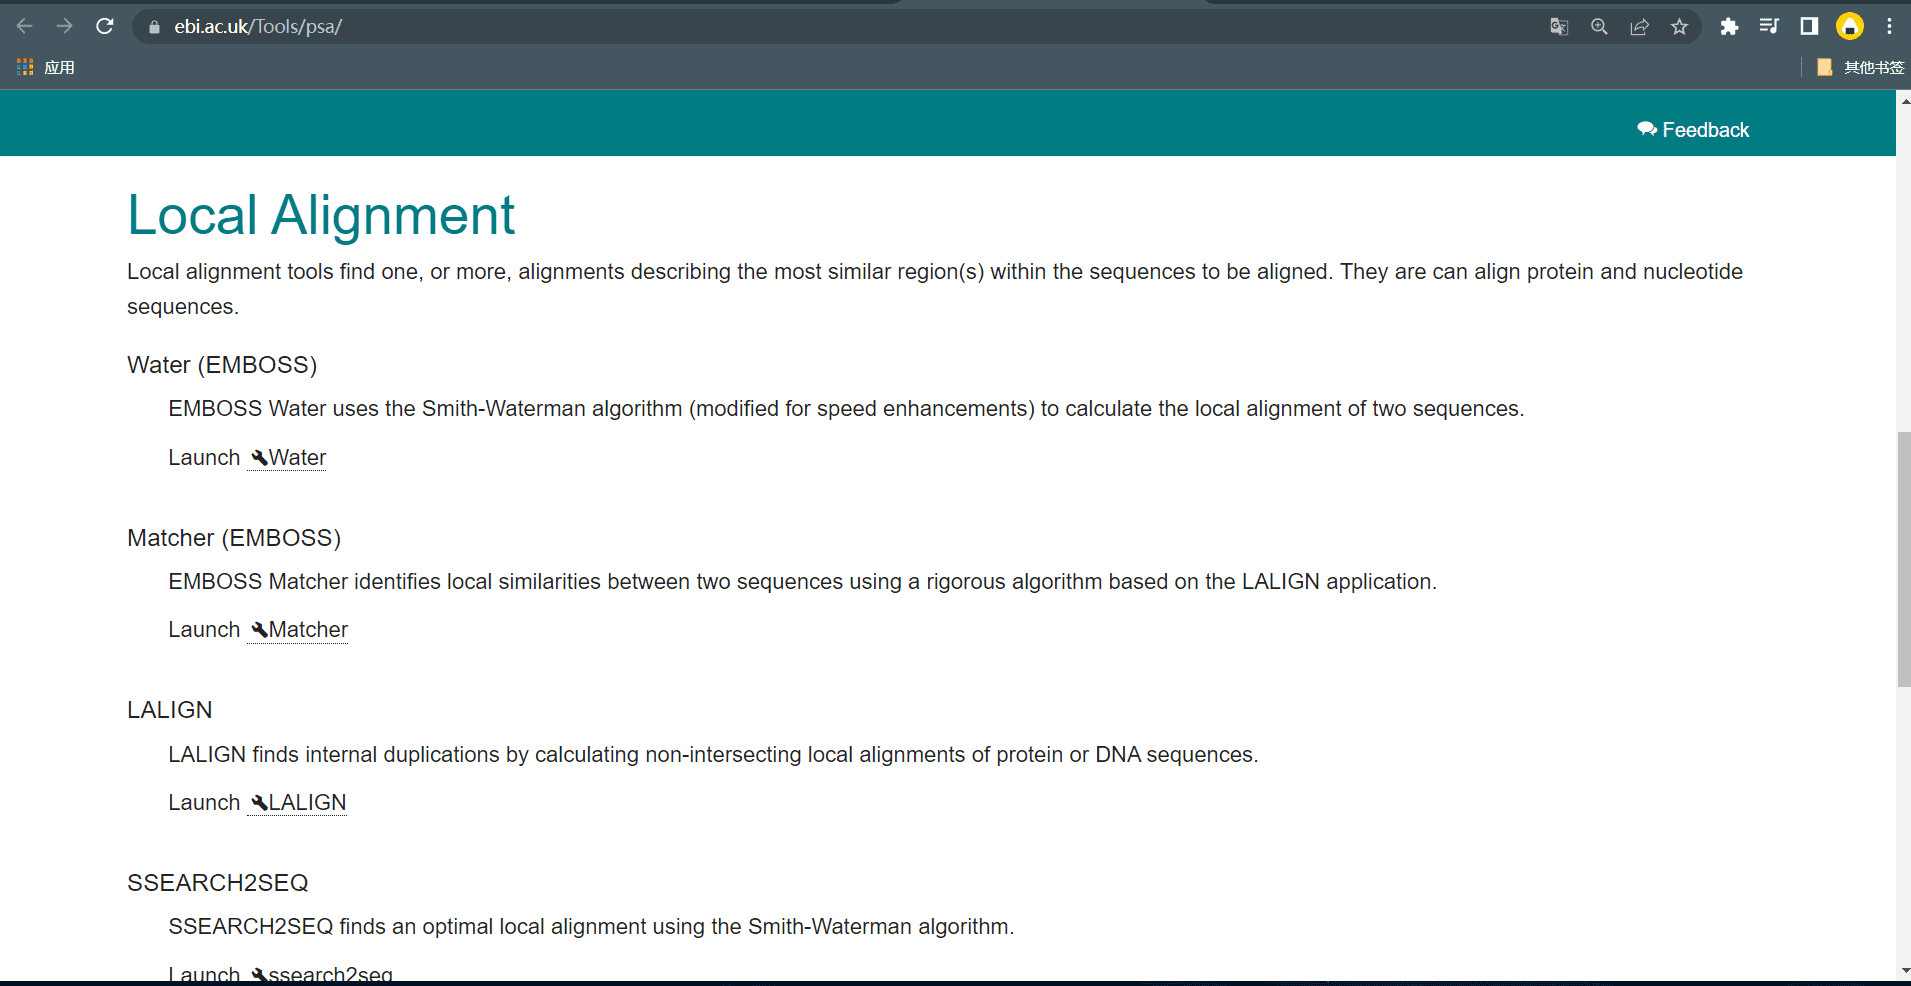 ebi.ac.uk/Tools/psa/
应用
其他书签
Feedback
Local Alignment
Local alignment tools find one, or more, alignments describing the most similar region(s) within the sequences to be aligned. They are can align protein and nucleotide
sequences.
Water (EMBOSS)
EMBOSS Water uses the Smith-Waterman algorithm (modified for speed enhancements) to calculate the local alignment of two sequences.
Launch Water
Matcher (EMBOSS)
EMBOSS Matcher identifies local similarities between two sequences using a rigorous algorithm based on the LALIGN application.
Launch Matcher
LALIGN
LALIGN finds internal duplications by calculating non-intersecting local alignments of protein or DNA sequences.
Launch LALIGN
SSEARCH2SEQ
SSEARCH2SEQ finds an optimal local alignment using the Smith-Waterman algorithm.
Launch ssearch2seq